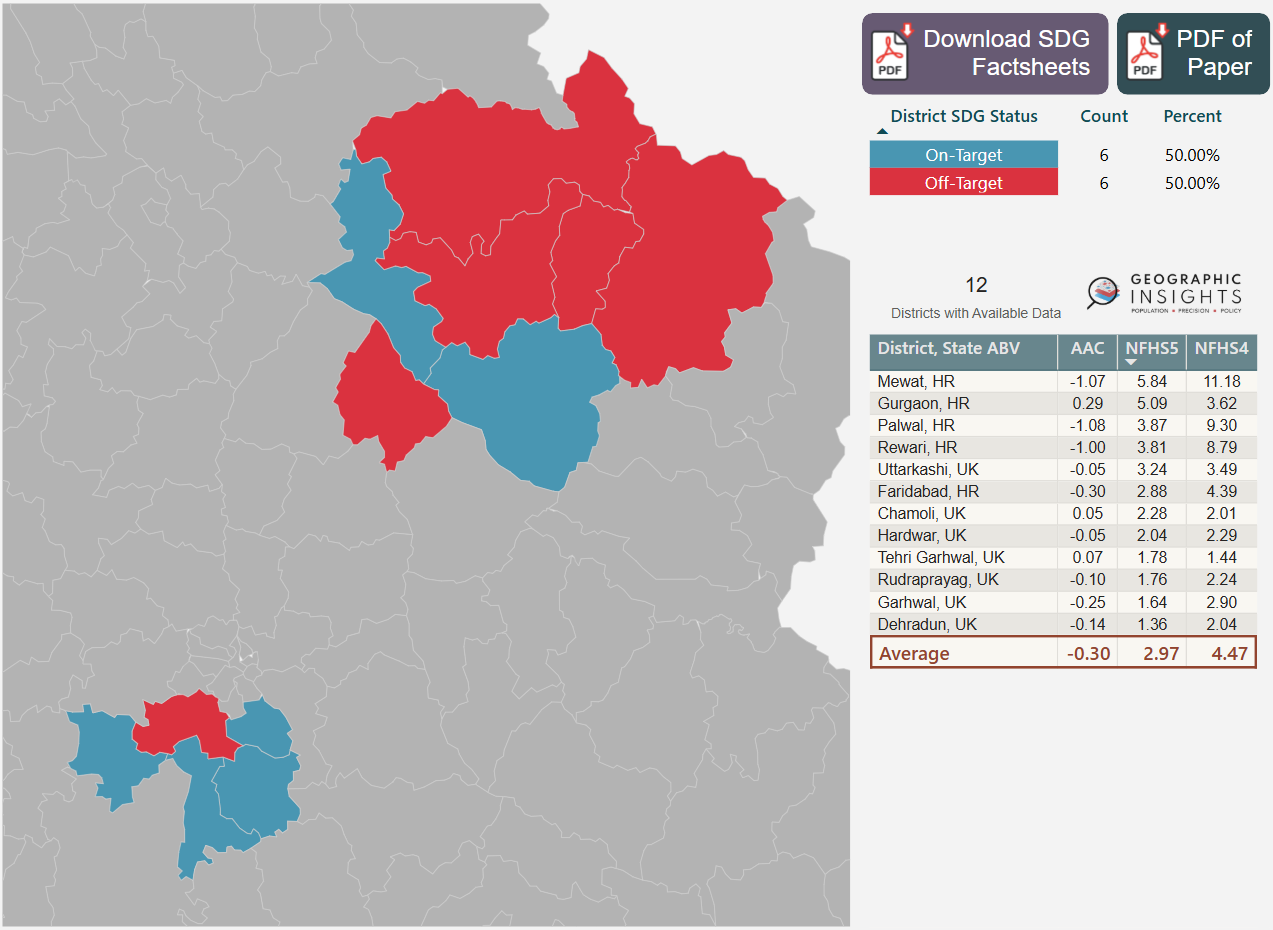 Download SDG
Factsheets
PDF
PDF of
Paper
PDF
District SDG Status Count Percent
On-Target 6 50.00%
Off-Target 6 50.00%
12
Districts with Available Data
GEOGRAPHIC
INSIGHTS
POPULATION • PRECISION • POLICY
District, State ABV AAC NFHS5 NFHS4
Mewat, HR -1.07 5.84 11.18
Gurgaon, HR 0.29 5.09 3.62
Palwal, HR -1.08 3.87 9.30
Rewari, HR -1.00 3.81 8.79
Uttarkashi, UK -0.05 3.24 3.49
Faridabad, HR -0.30 2.88 4.39
Chamoli, UK 0.05 2.28 2.01
Hardwar, UK -0.05 2.04 2.29
Tehri Garhwal, UK 0.07 1.78 1.44
Rudraprayag, UK -0.10 1.76 2.24
Garhwal, UK -0.25 1.64 2.90
Dehradun, UK -0.14 1.36 2.04
Average -0.30 2.97 4.47